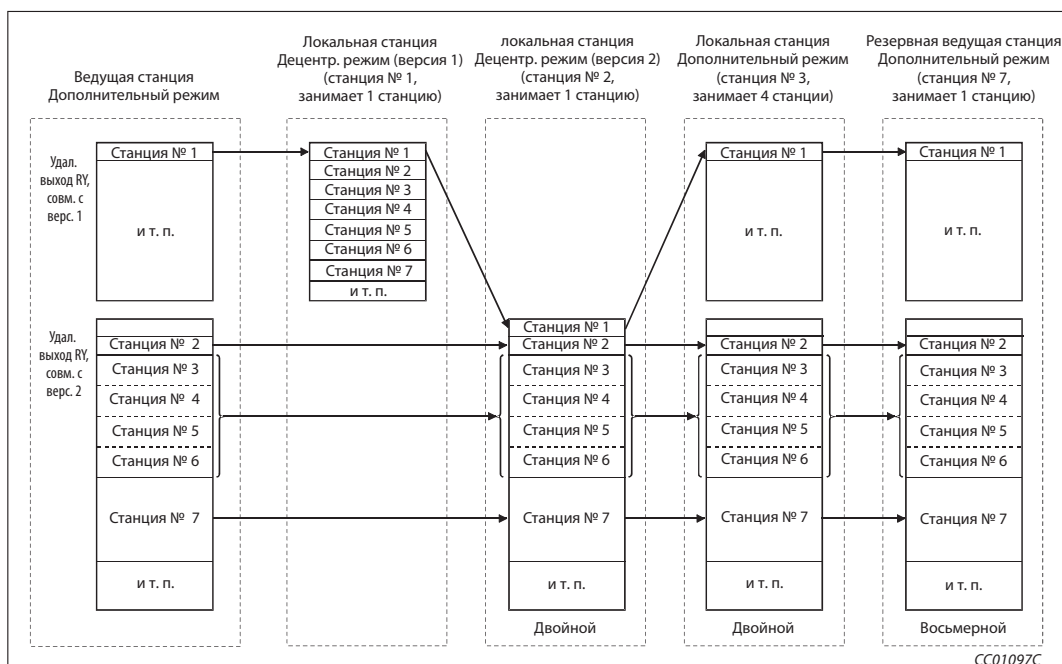 Ведущая станция
Дополнительный режим
Локальная станция
Децентр. режим (версия 1)
(станция № 1,
занимает 1 станцию)
локальная станция
Децентр. режим (версия 2)
(станция № 2,
занимает 1 станцию)
Локальная станция
Дополнительный режим
(станция № 3,
занимает 4 станции)
Резервная ведущая станция
Дополнительный режим
(станция № 7,
занимает 1 станцию)
Удал.
выход RY,
совм. с
верс. 1
Станция № 1
и т. п.
Станция № 1
Станция № 2
Станция № 3
Станция № 4
Станция № 5
Станция № 6
Станция № 7
и т. п.
Станция № 1
и т. п.
Станция № 1
и т. п.
Удал.
выход RY,
совм. с
верс. 2
Станция № 2
Станция № 3
Станция № 4
Станция № 5
Станция № 6
Станция № 7
и т. п.
Станция № 1
Станция № 2
Станция № 3
Станция № 4
Станция № 5
Станция № 6
Станция № 7
и т. п.
Двойной
Станция № 2
Станция № 3
Станция № 4
Станция № 5
Станция № 6
Станция № 7
и т. п.
Двойной
Станция № 2
Станция № 3
Станция № 4
Станция № 5
Станция № 6
Станция № 7
и т. п.
Восьмерной
CC01097C